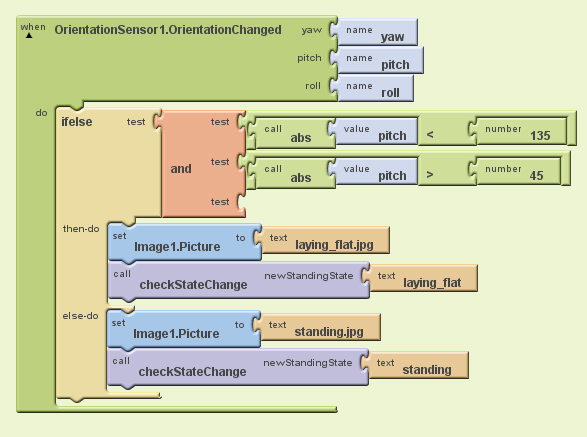 when OrientationSensor1.OrientationChanged yaw name yaw
pitch name pitch
roll name roll
do
ifelse test and test call abs value pitch < number 135
test call abs value pitch > number 45
test
then-do set Image1.Picture to text laying_flat.jpg
call checkStateChange newStandingState text laying_flat
else-do set Image1.Picture to text standing.jpg
call checkStateChange newStandingState text standing